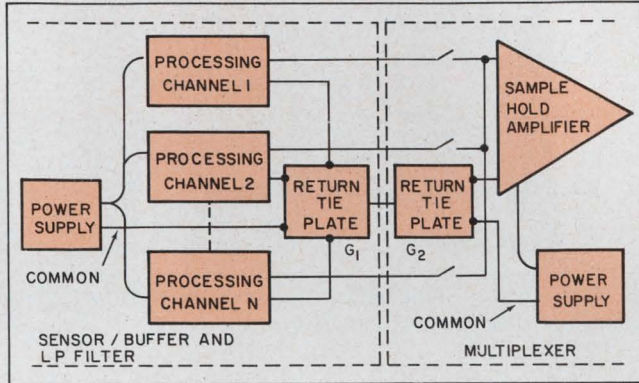 PROCESSING
CHANNEL 1
PROCESSING
CHANNEL 2
PROCESSING
CHANNEL N
POWER
SUPPLY
COMMON
RETURN
TIE
PLATE
G1
RETURN
TIE
PLATE
G2
SAMPLE
HOLD
AMPLIFIER
POWER
SUPPLY
COMMON
SENSOR / BUFFER AND
LP FILTER
MULTIPLEXER